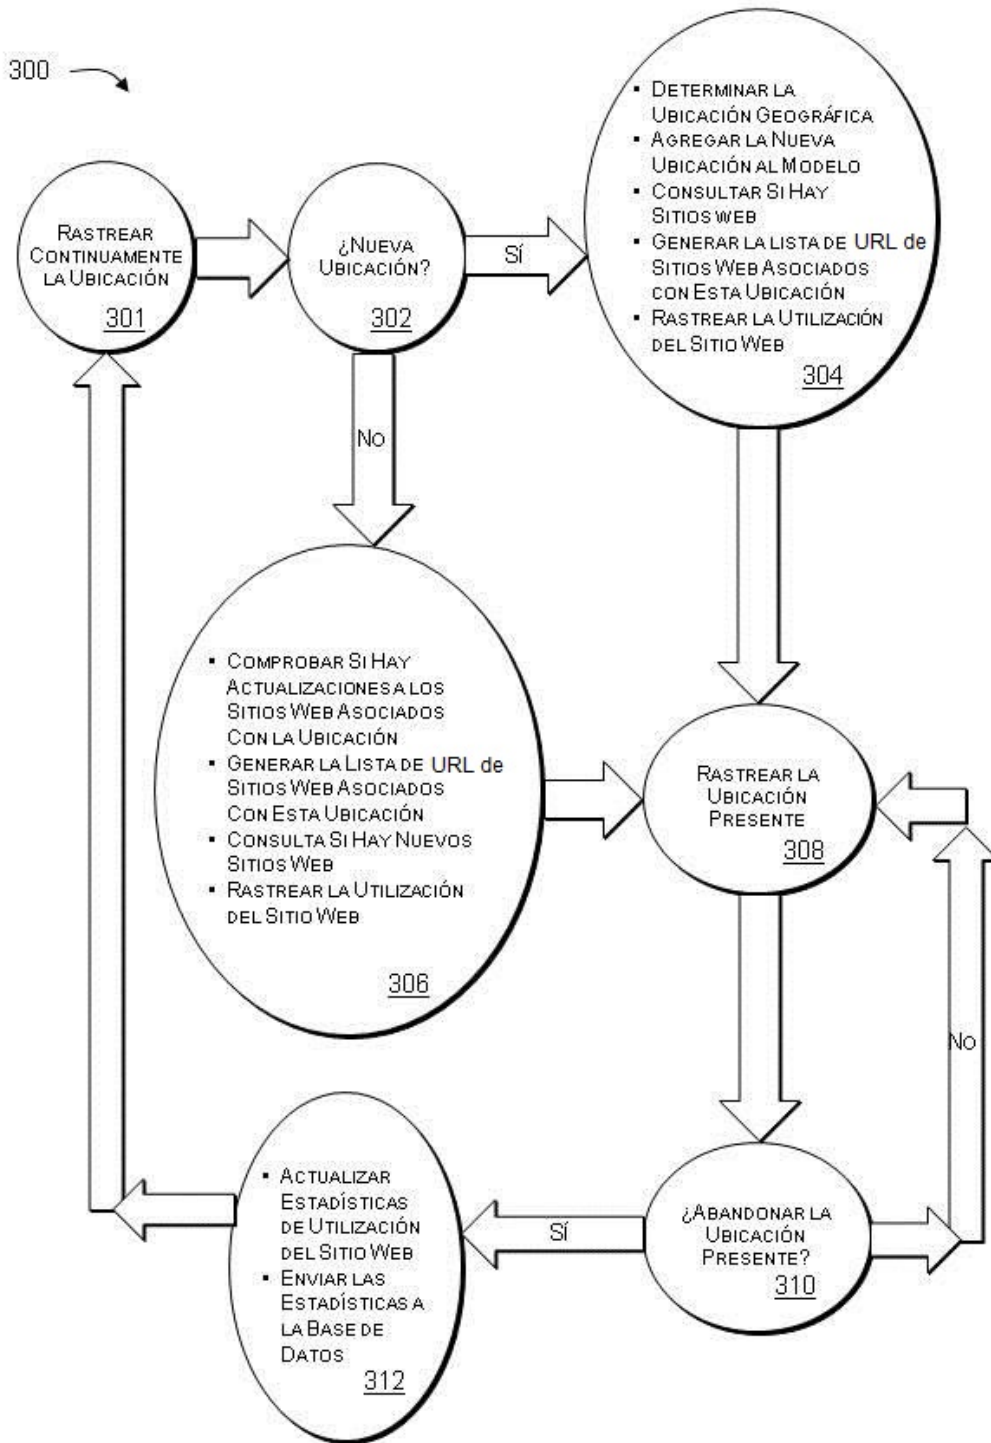 300
RASTREAR
CONTINUAMENTE
LA UBICACIÓN
301
¿NUEVA
UBICACIÓN?
302
Sí
▪ DETERMINAR LA
UBICACIÓN GEOGRÁFICA
▪ AGREGAR LA NUEVA
UBICACIÓN AL MODELO
▪ CONSULTAR SI HAY
SITIOS WEB
▪ GENERAR LA LISTA DE URL de
SITIOS WEB ASOCIADOS
CON ESTA UBICACIÓN
▪ RASTREAR LA UTILIZACIÓN
DEL SITIO WEB
304
No
▪ COMPROBAR SI HAY
ACTUALIZACIONES A LOS
SITIOS WEB ASOCIADOS
CON LA UBICACIÓN
▪ GENERAR LA LISTA DE URL de
SITIOS WEB ASOCIADOS
CON ESTA UBICACIÓN
▪ CONSULTA SI HAY NUEVOS
SITIOS WEB
▪ RASTREAR LA UTILIZACIÓN
DEL SITIO WEB
306
RASTREAR LA
UBICACIÓN
PRESENTE
308
No
¿ABANDONAR LA
UBICACIÓN
PRESENTE?
310
Sí
▪ ACTUALIZAR
ESTADÍSTICAS
DE UTILIZACIÓN
DEL SITIO WEB
▪ ENVIAR LAS
ESTADÍSTICAS A
LA BASE DE
DATOS
312